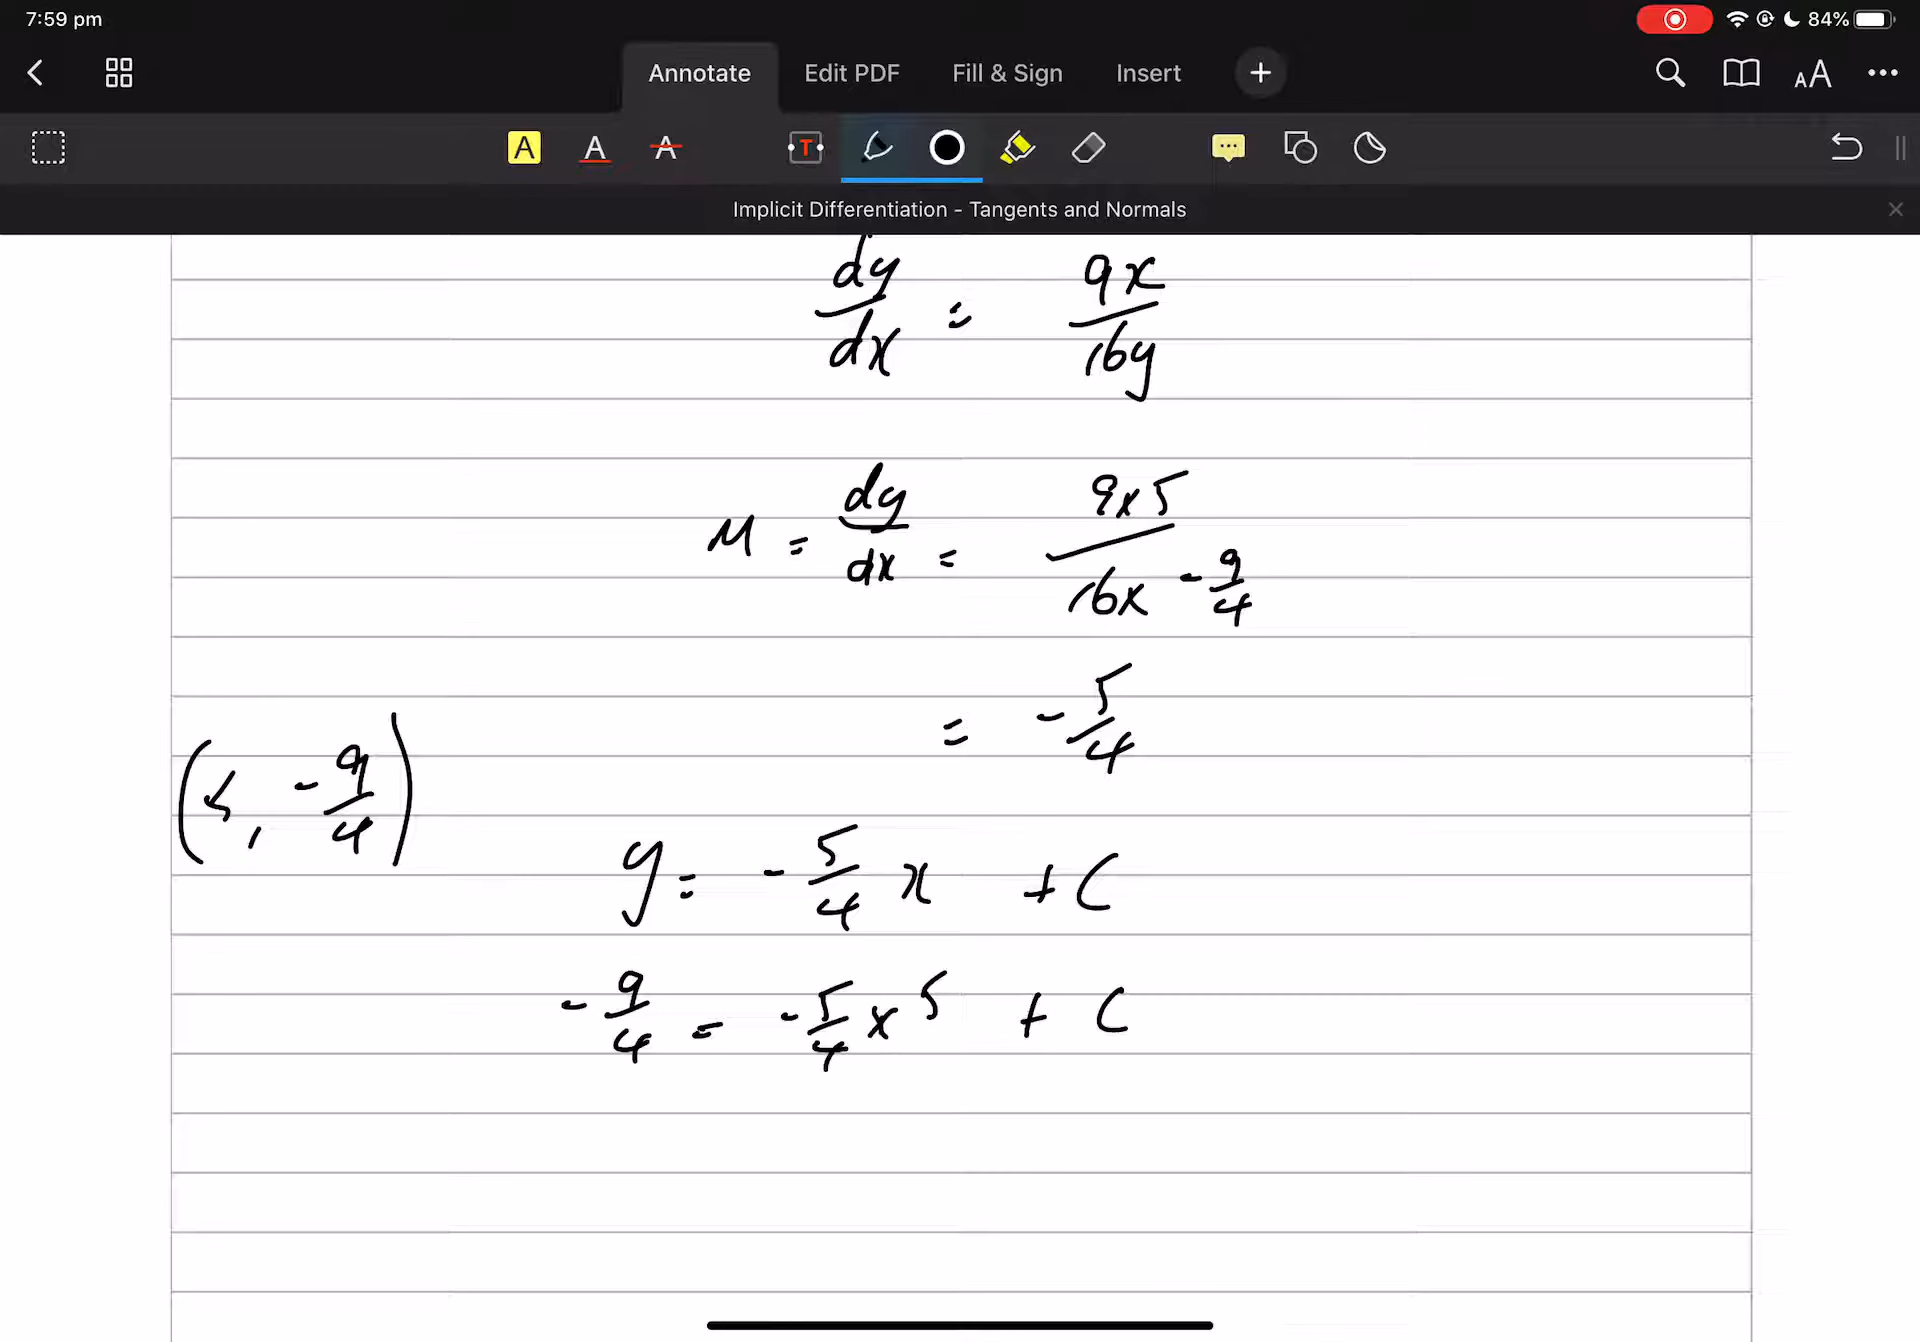 7:59 pm
84%
Annotate Edit PDF Fill & Sign Insert
AA
A A A T
Implicit Differentiation - Tangents and Normals
dy/dx = 9x/16y
M = dy/dx = 9x5/16x -9/4
= -5/4
(5, -9/4)
y = -5/4 x + C
-9/4 = -5/4 x 5 + C